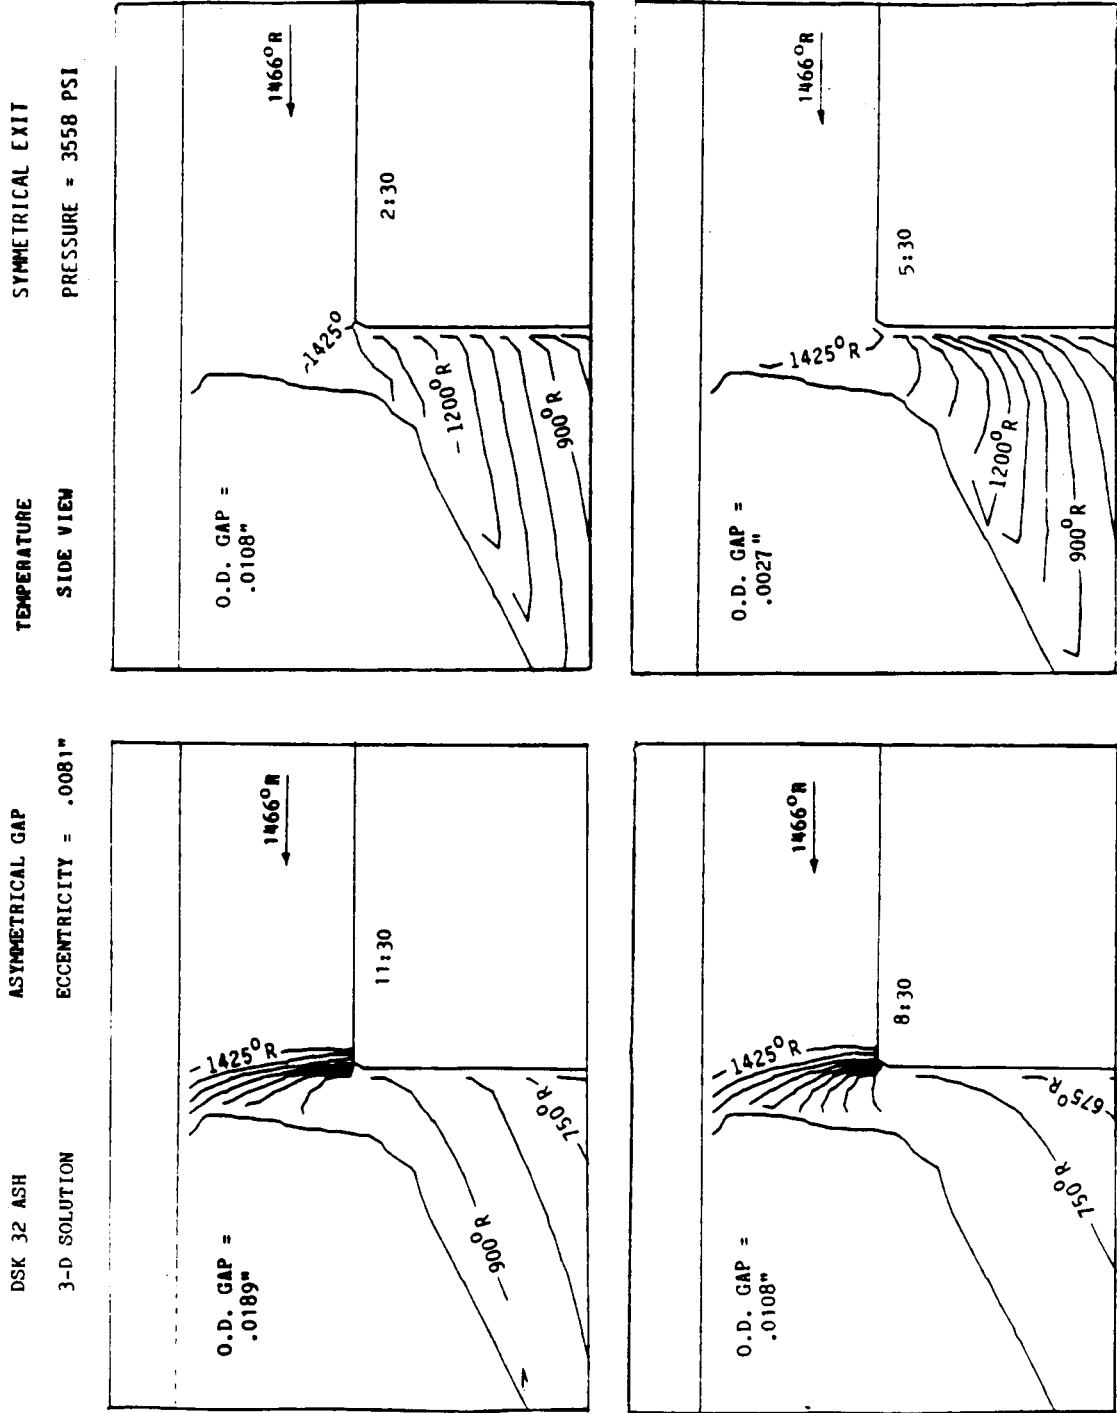 DSK 32 ASH
ASYMMETRICAL GAP
TEMPERATURE
SYMMETRICAL EXIT
3-D SOLUTION
ECCENTRICITY = .0081"
SIDE VIEW
PRESSURE = 3558 PSI
O.D. GAP =
.0189"
1425°R
1466°R
11:30
900°R
750°R
O.D. GAP =
.0108"
1425°
1466°R
2:30
1200°R
900°R
O.D. GAP =
.0108"
1425°R
1466°R
8:30
750°R
675°R
O.D. GAP =
.0027"
1425°R
1466°R
5:30
1200°R
900°R